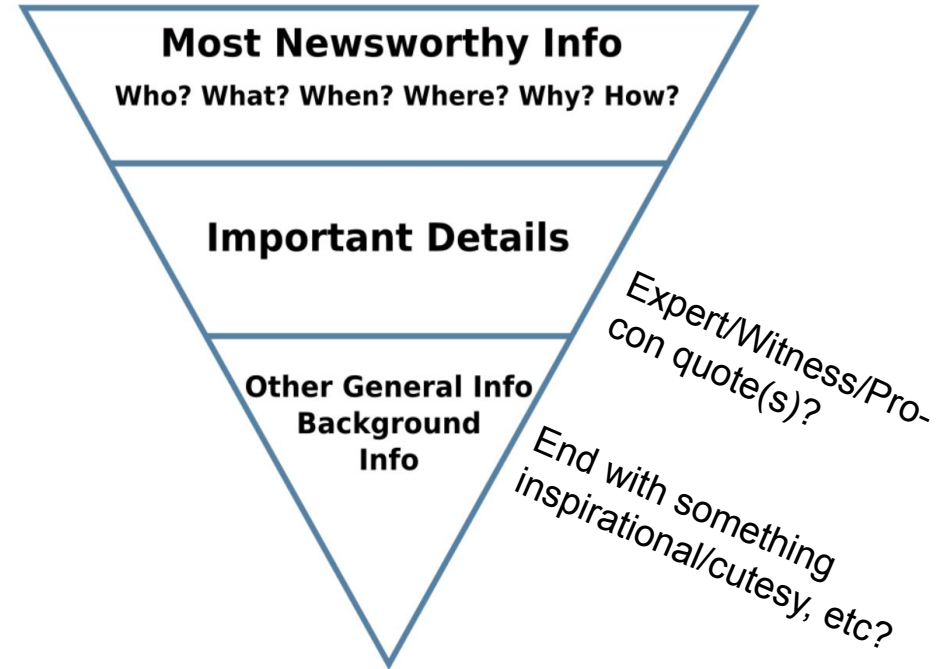 Most Newsworthy Info
Who? What? When? Where? Why? How?
Important Details
Expert/Witness/Pro-
con quote(s)?
Other General Info
Background
Info
End with something
inspirational/cutesy, etc?